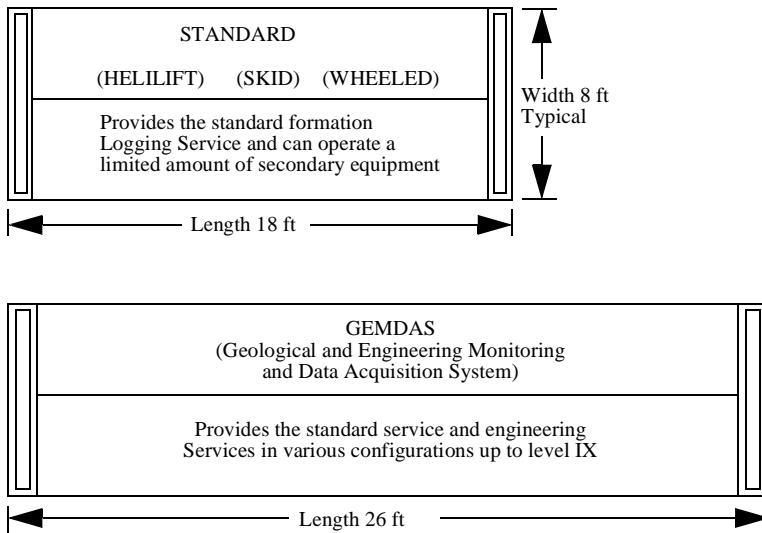 STANDARD
(HELILIFT) (SKID) (WHEELED)
Provides the standard formation
Logging Service and can operate a
limited amount of secondary equipment
Width 8 ft
Typical
Length 18 ft
GEMDAS
(Geological and Engineering Monitoring
and Data Acquisition System)
Provides the standard service and engineering
Services in various configurations up to level IX
Length 26 ft